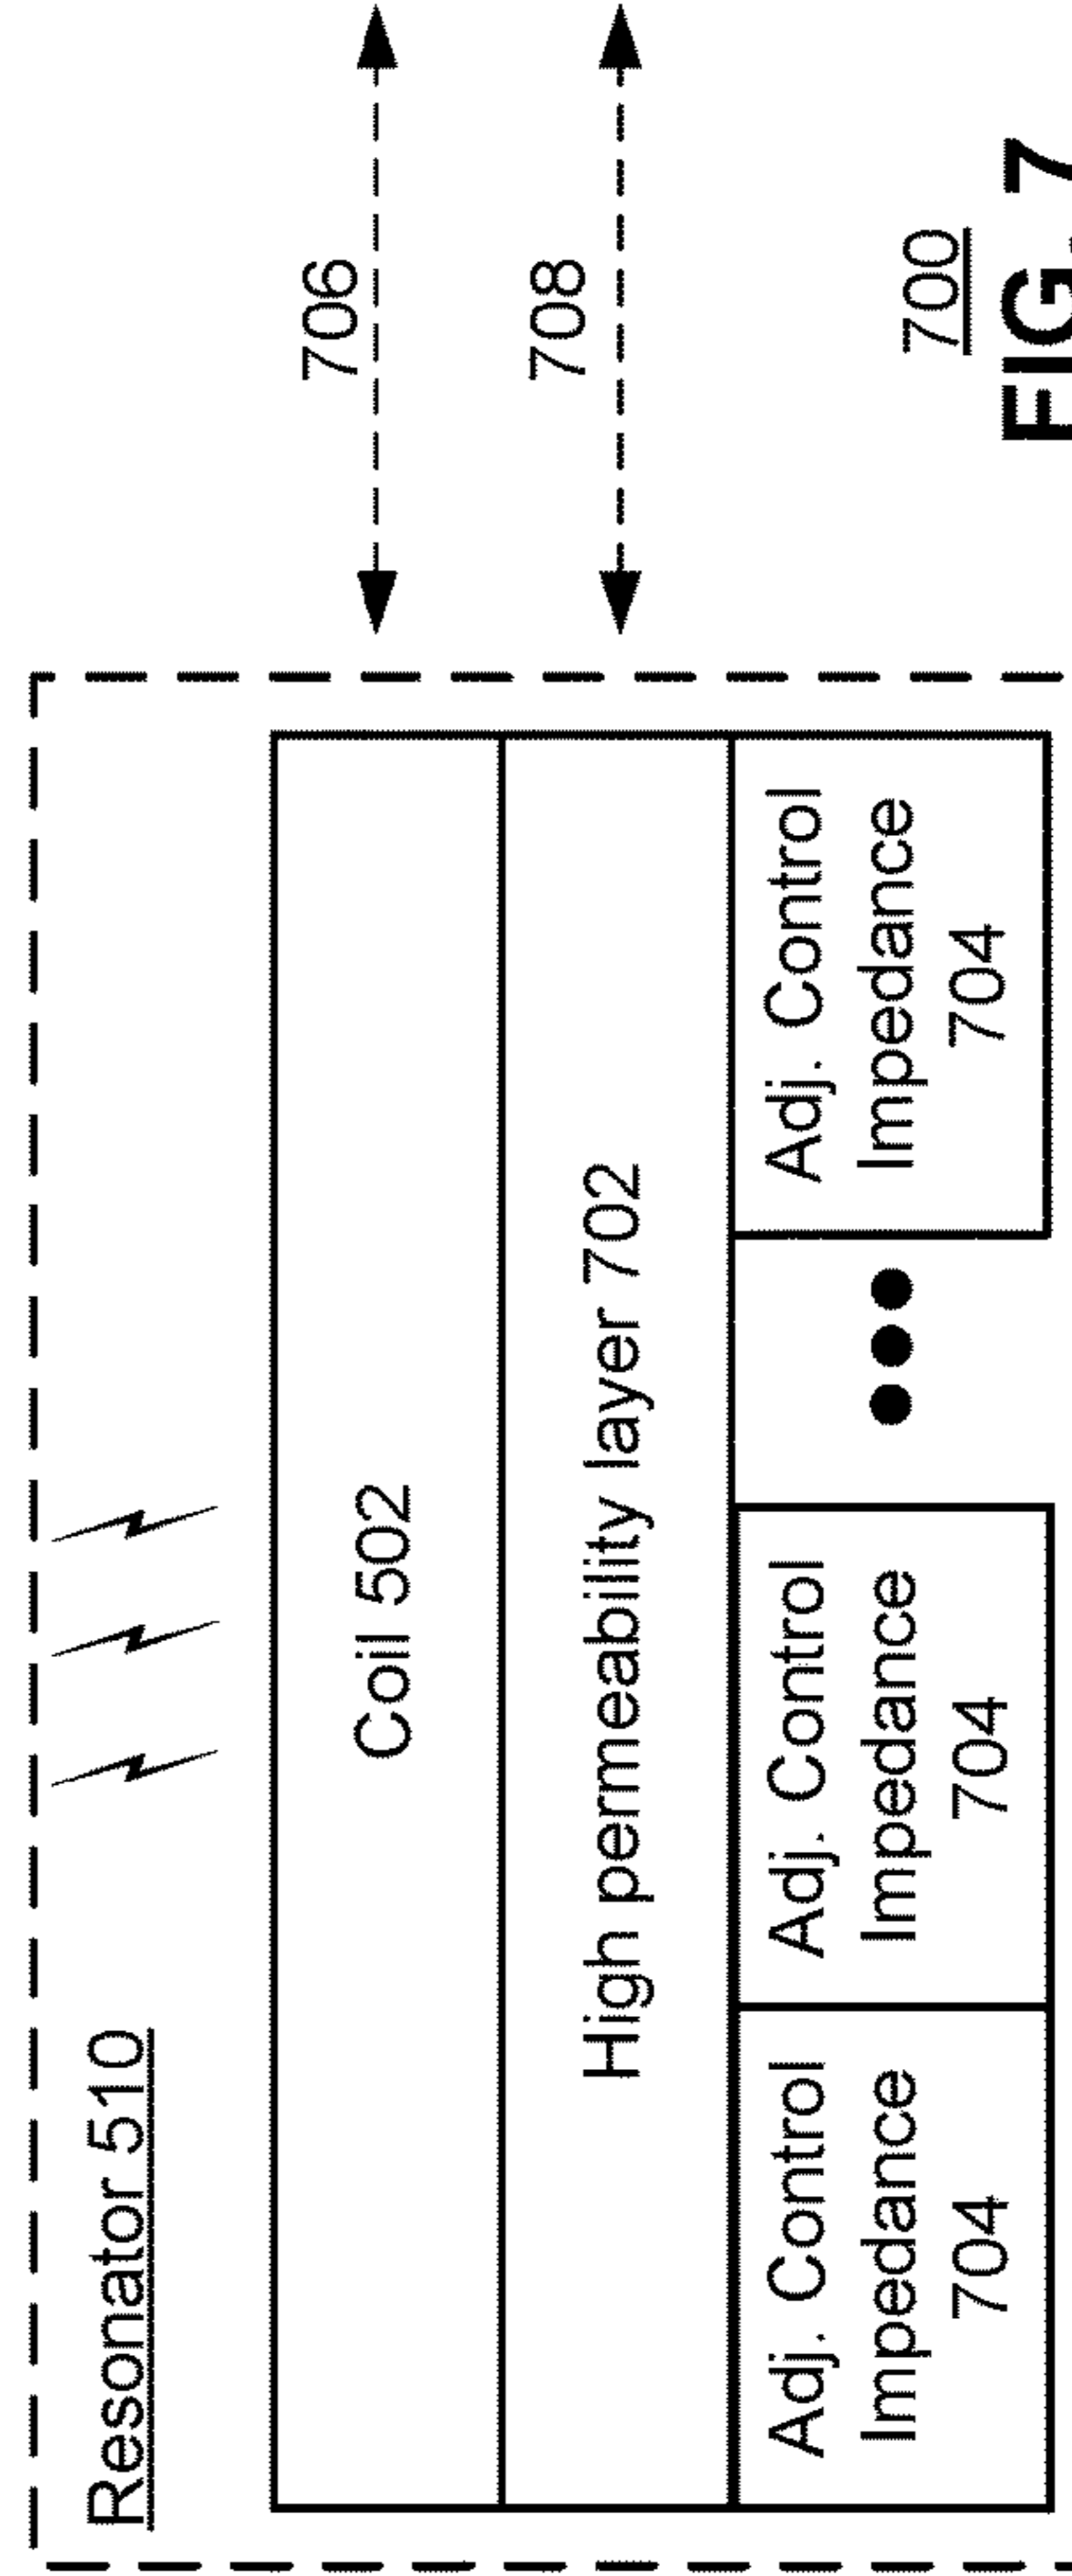 Resonator 510
Coil 502
High permeability layer 702
Adj. Control
Impedance
704
Adj. Control
Impedance
704
Adj. Control
Impedance
704
706
708
700
FIG. 7